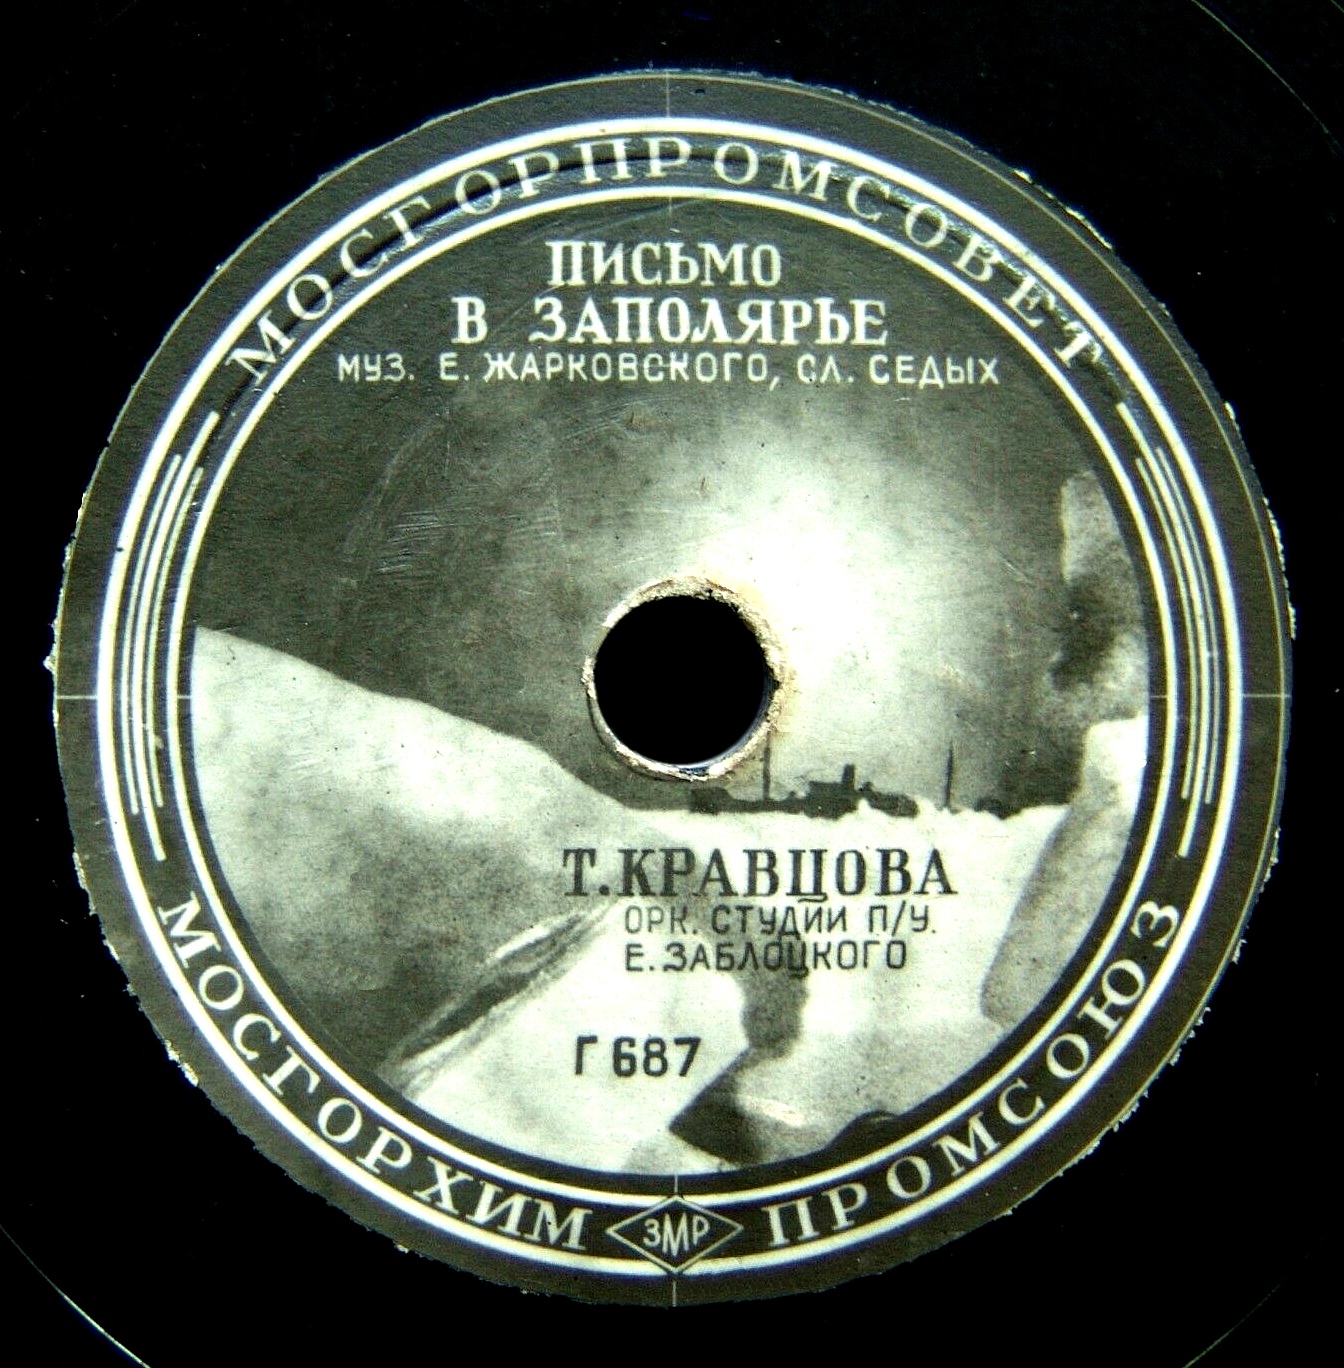 МОСГОРПРОМСОВЕТ
ПИСЬМО
В ЗАПОЛЯРЬЕ
МУЗ. Е. ЖАРКОВСКОГО, СЛ. СЕДЫХ
Т. КРАВЦОВА
ОРК. СТУДИИ П/У.
Е. ЗАБЛОЦКОГО
Г 687
МОСГОРХИМ ЗМР ПРОМСОЮЗ